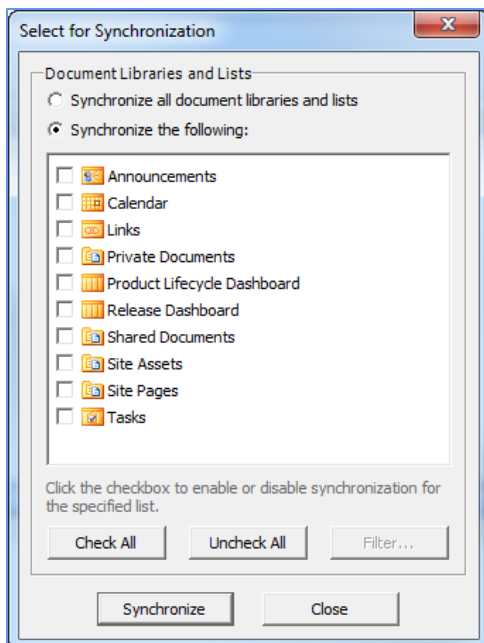 Select for Synchronization
Document Libraries and Lists
Synchronize all document libraries and lists
Synchronize the following:
Announcements
Calendar
Links
Private Documents
Product Lifecycle Dashboard
Release Dashboard
Shared Documents
Site Assets
Site Pages
Tasks
Click the checkbox to enable or disable synchronization for
the specified list.
Check All Uncheck All Filter...
Synchronize Close